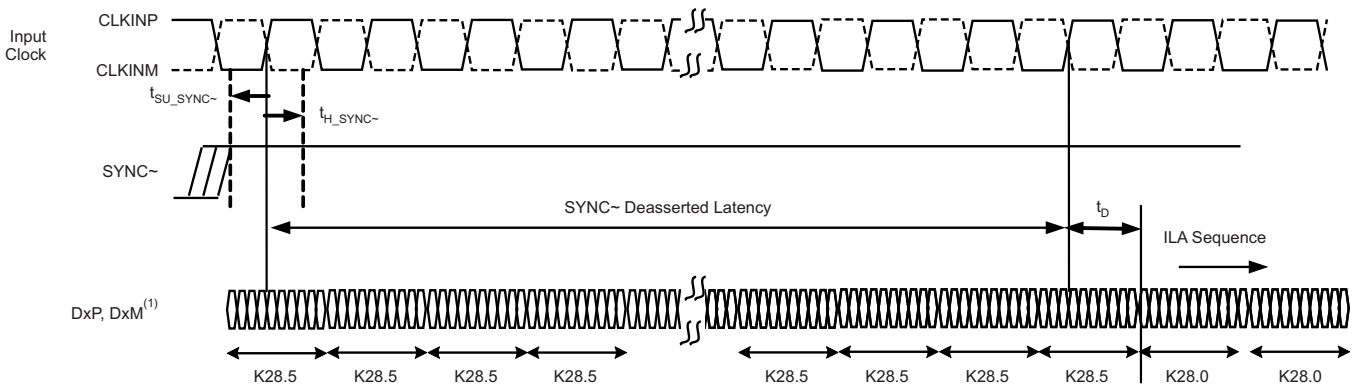 Input
Clock
CLKINP
CLKINM
tSU_SYNC~
tH_SYNC~
SYNC~
SYNC~ Deasserted Latency
tD
ILA Sequence
DxP, DxM(1)
K28.5 K28.5 K28.5 K28.5 K28.5 K28.5 K28.5 K28.5 K28.0 K28.0